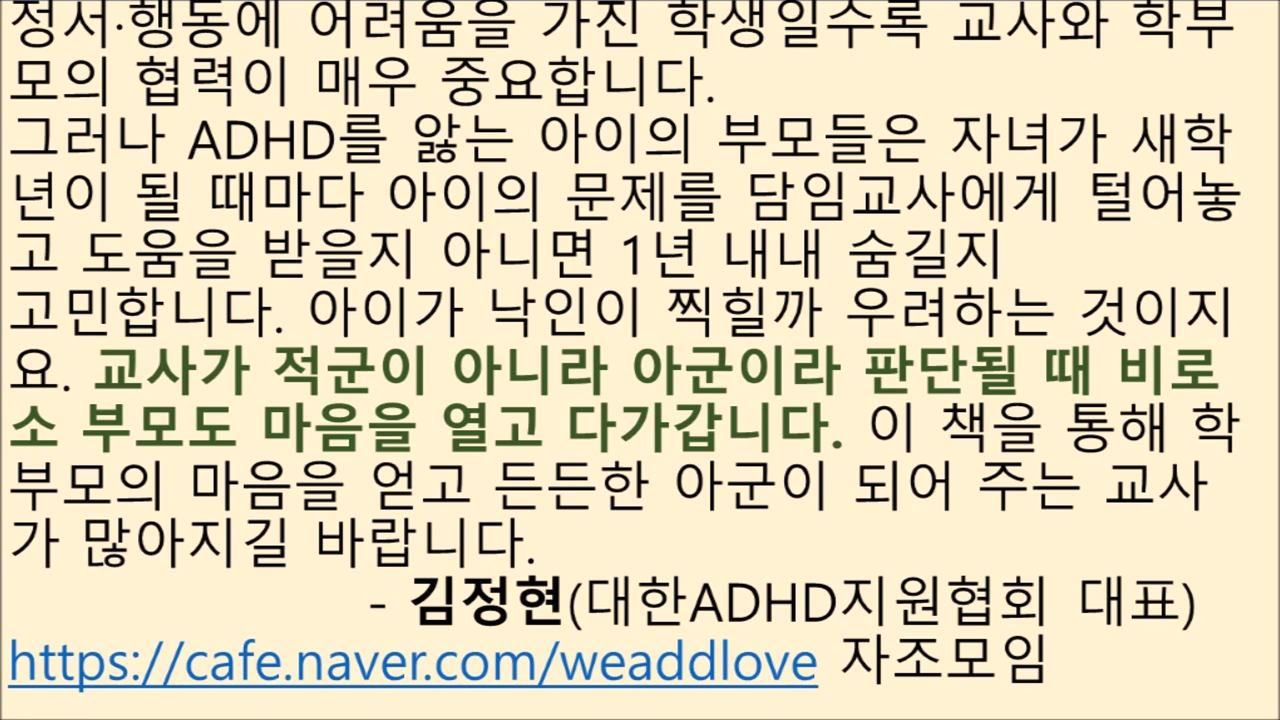 정서·행동에 어려움을 가진 학생일수록 교사와 학부
모의 협력이 매우 중요합니다.
그러나 ADHD를 앓는 아이의 부모들은 자녀가 새학
년이 될 때마다 아이의 문제를 담임교사에게 털어놓
고 도움을 받을지 아니면 1년 내내 숨길지
고민합니다. 아이가 낙인이 찍힐까 우려하는 것이지
요. 교사가 적군이 아니라 아군이라 판단될 때 비로
소 부모도 마음을 열고 다가갑니다. 이 책을 통해 학
부모의 마음을 얻고 든든한 아군이 되어 주는 교사
가 많아지길 바랍니다.
- 김정현(대한ADHD지원협회 대표)
https://cafe.naver.com/weaddlove 자조모임